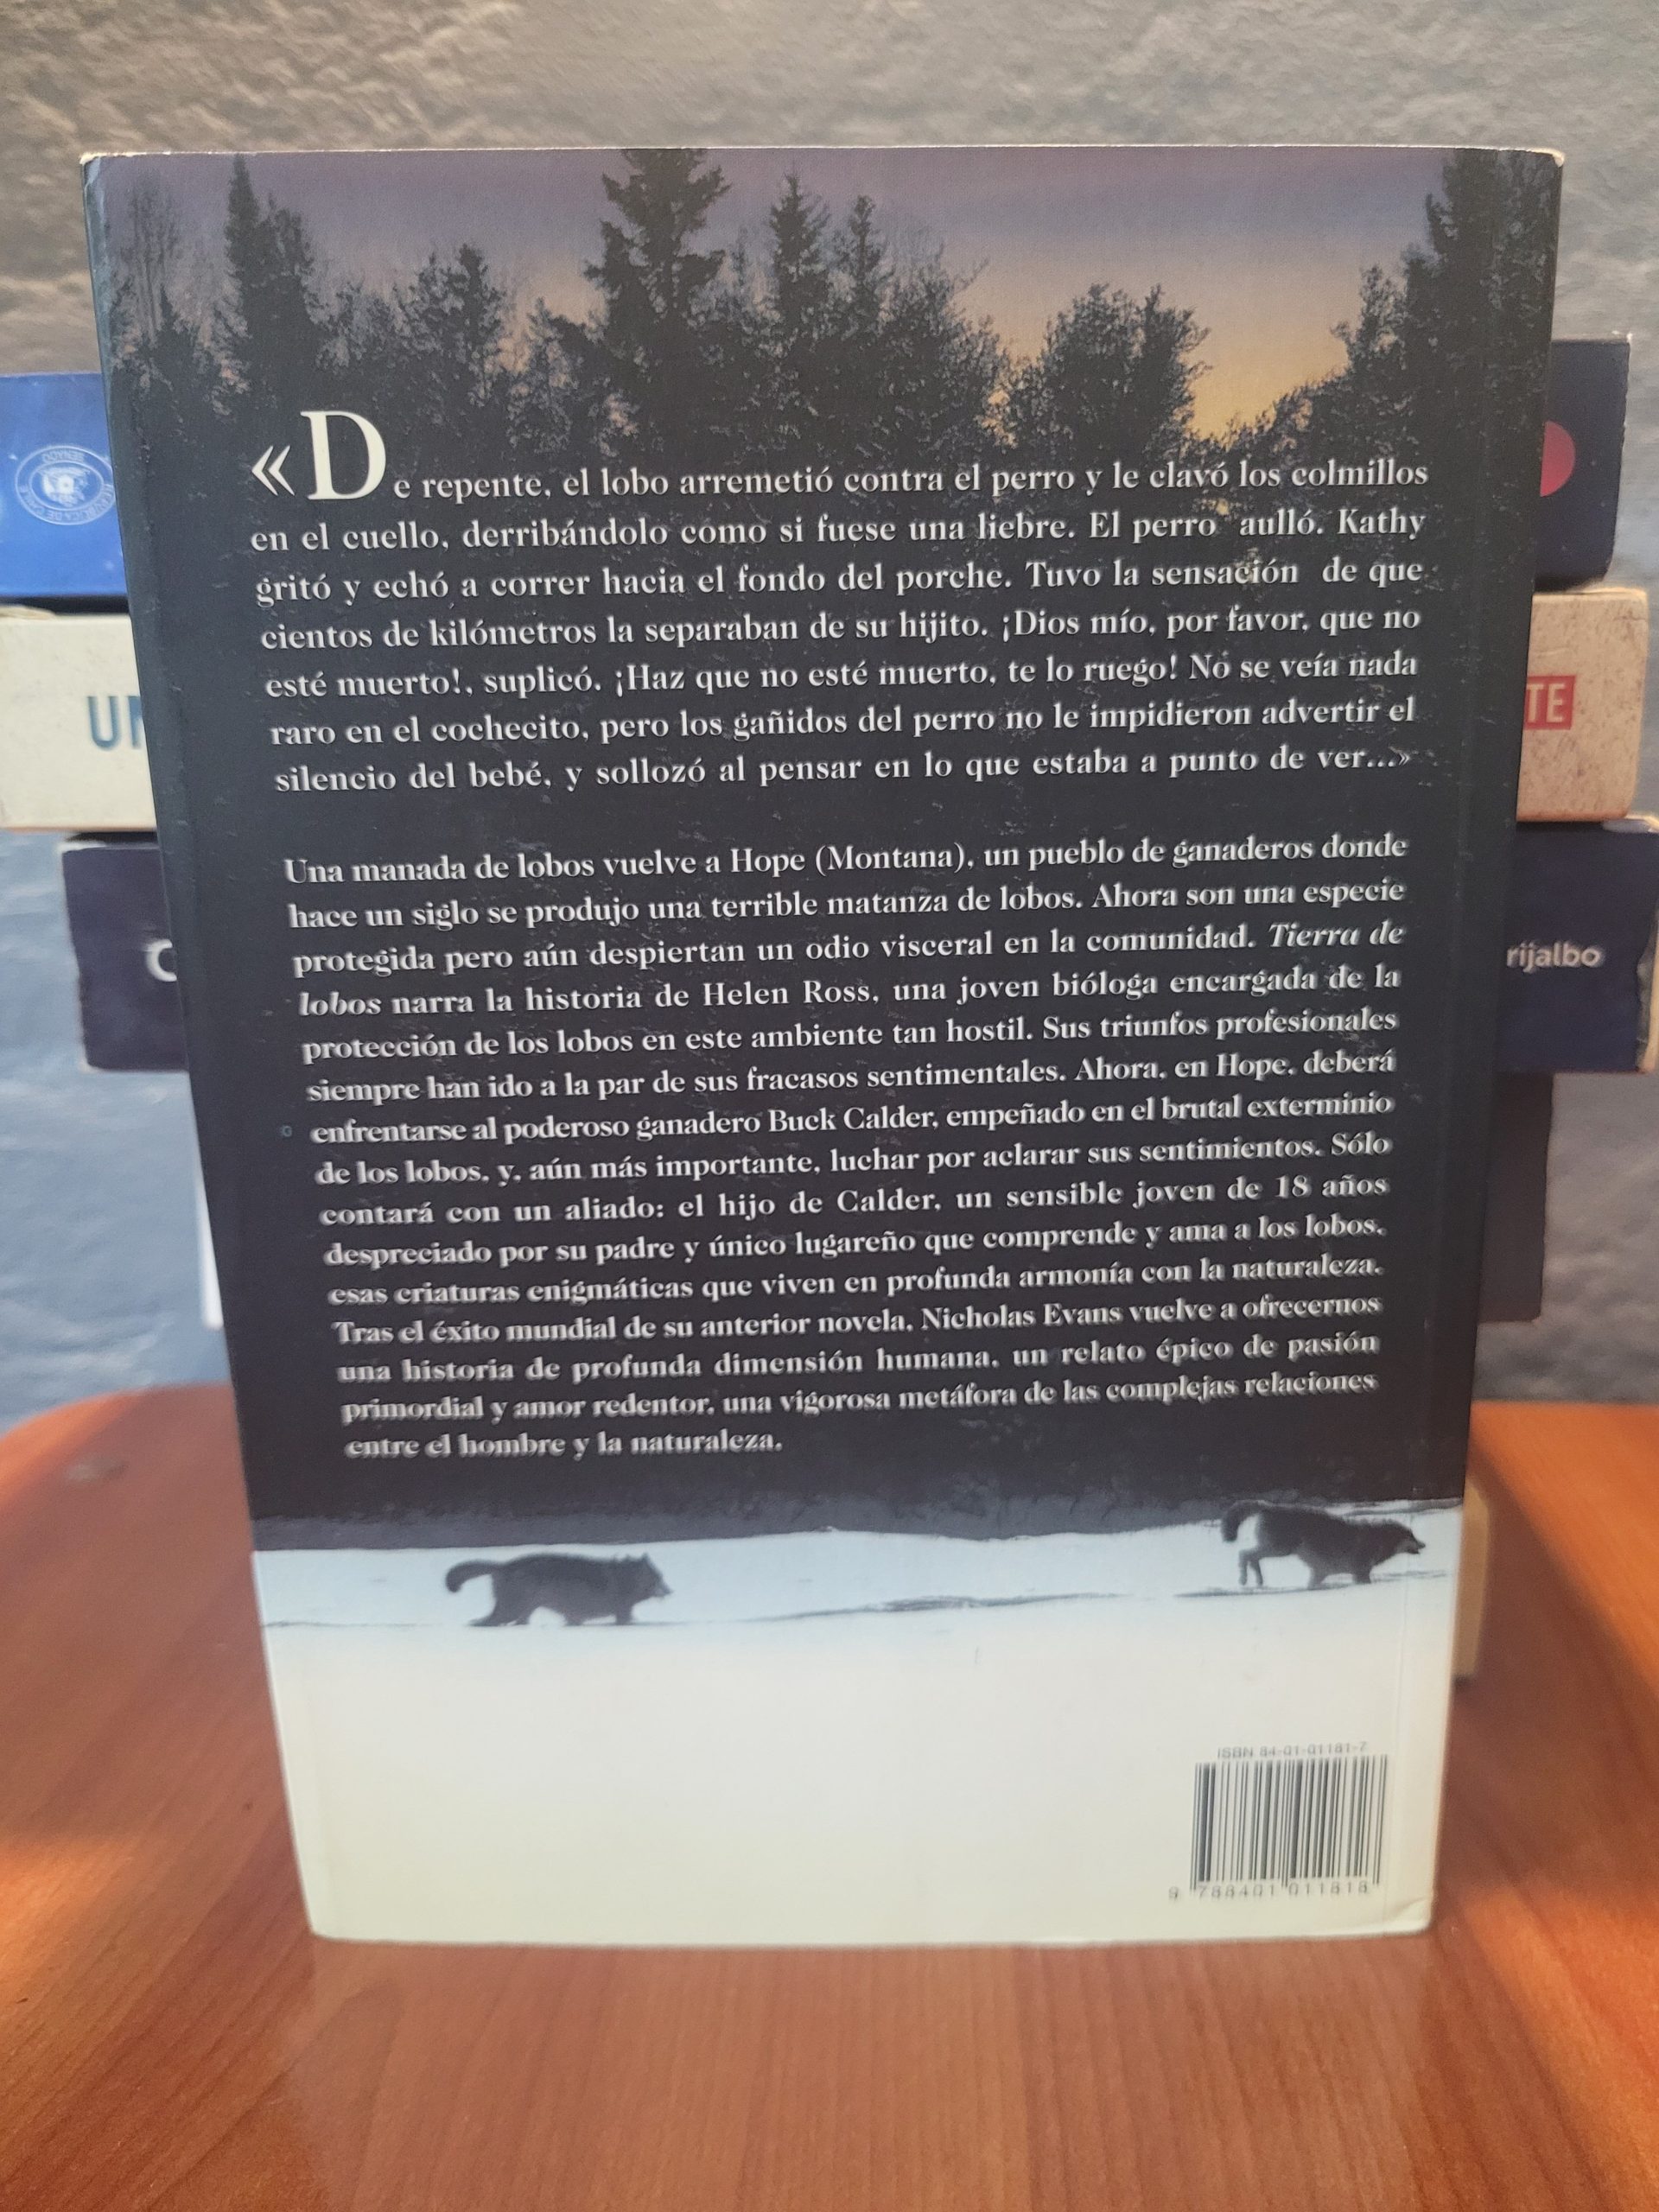 «De repente, el lobo arremetió contra el perro y le clavó los colmillos
en el cuello, derribándolo como si fuese una liebre. El perro aulló. Kathy
gritó y echó a correr hacia el fondo del porche. Tuvo la sensación de que
cientos de kilómetros la separaban de su hijito. ¡Dios mío, por favor, que no
esté muerto!, suplicó. ¡Haz que no esté muerto, te lo ruego! No se veía nada
raro en el cochecito, pero los gañidos del perro no le impidieron advertir el
silencio del bebé, y sollozó al pensar en lo que estaba a punto de ver...»
Una manada de lobos vuelve a Hope (Montana), un pueblo de ganaderos donde
hace un siglo se produjo una terrible matanza de lobos. Ahora son una especie
protegida pero aún despiertan un odio visceral en la comunidad. Tierra de
lobos narra la historia de Helen Ross, una joven bióloga encargada de la
protección de los lobos en este ambiente tan hostil. Sus triunfos profesionales
siempre han ido a la par de sus fracasos sentimentales. Ahora, en Hope, deberá
enfrentarse al poderoso ganadero Buck Calder, empeñado en el brutal exterminio
de los lobos, y, aún más importante, luchar por aclarar sus sentimientos. Sólo
contará con un aliado: el hijo de Calder, un sensible joven de 18 años
despreciado por su padre y único lugareño que comprende y ama a los lobos,
esas criaturas enigmáticas que viven en profunda armonía con la naturaleza.
Tras el éxito mundial de su anterior novela, Nicholas Evans vuelve a ofrecernos
una historia de profunda dimensión humana, un relato épico de pasión
primordial y amor redentor, una vigorosa metáfora de las complejas relaciones
entre el hombre y la naturaleza.
ISBN 84-01-01181-7
9 788401 011818
UN
TE
C
rijalbo
SENADO